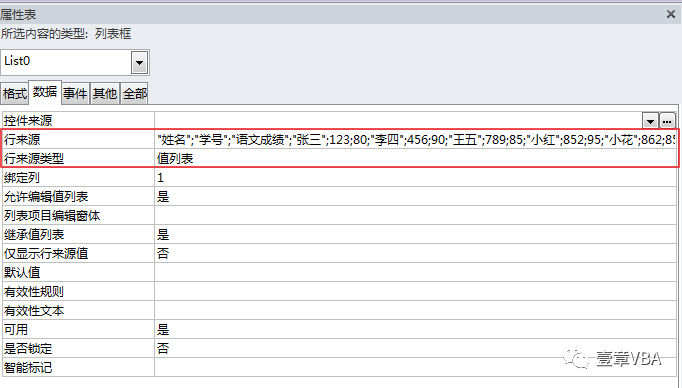 属性表
所选内容的类型: 列表框
List0
格式 数据 事件 其他 全部
控件来源
行来源 "姓名";"学号";"语文成绩";"张三";123;80;"李四";456;90;"王五";789;85;"小红";852;95;"小花";862;85
行来源类型 值列表
绑定列 1
允许编辑值列表 是
列表项目编辑窗体
继承值列表 是
仅显示行来源值 否
默认值
有效性规则
有效性文本
可用 是
是否锁定 否
智能标记
壹章VBA